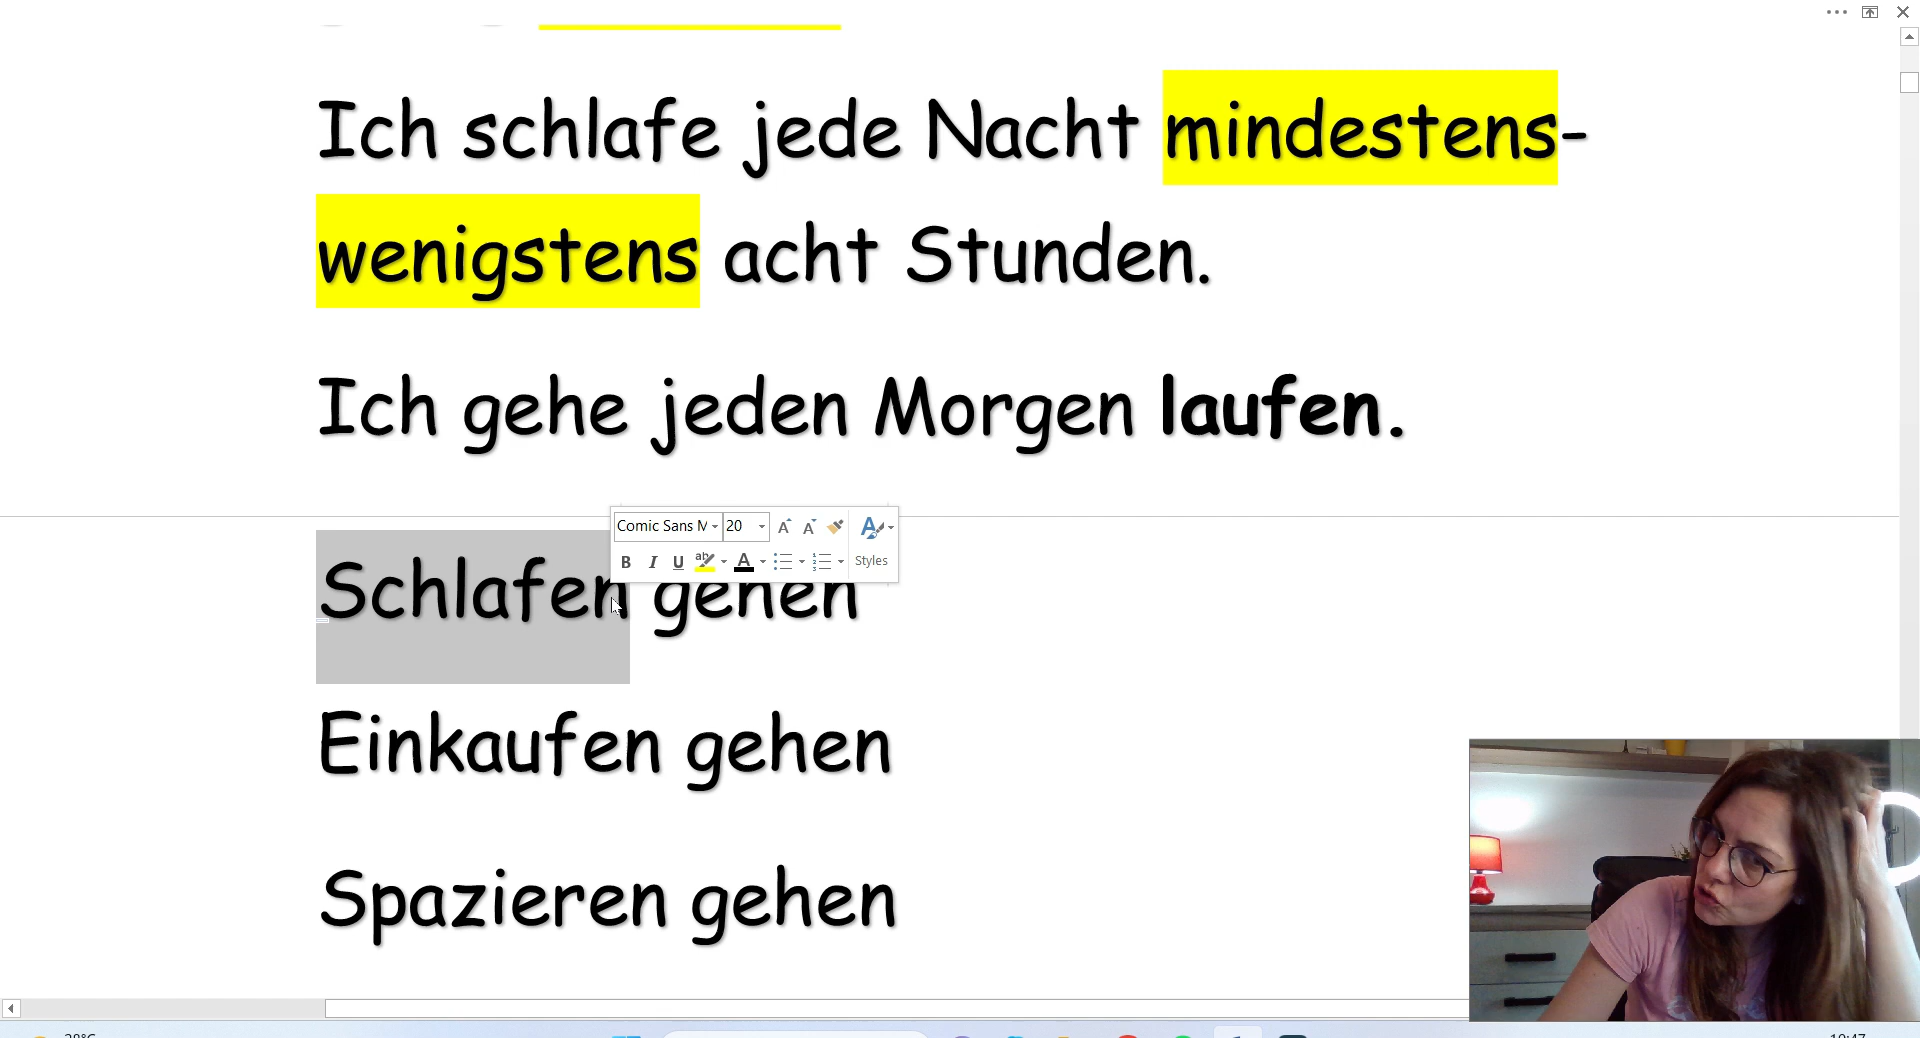 Ich schlafe jede Nacht mindestens-
wenigstens acht Stunden.
Ich gehe jeden Morgen laufen.
Comic Sans M 20
Styles
Schlafen gehen
Einkaufen gehen
Spazieren gehen